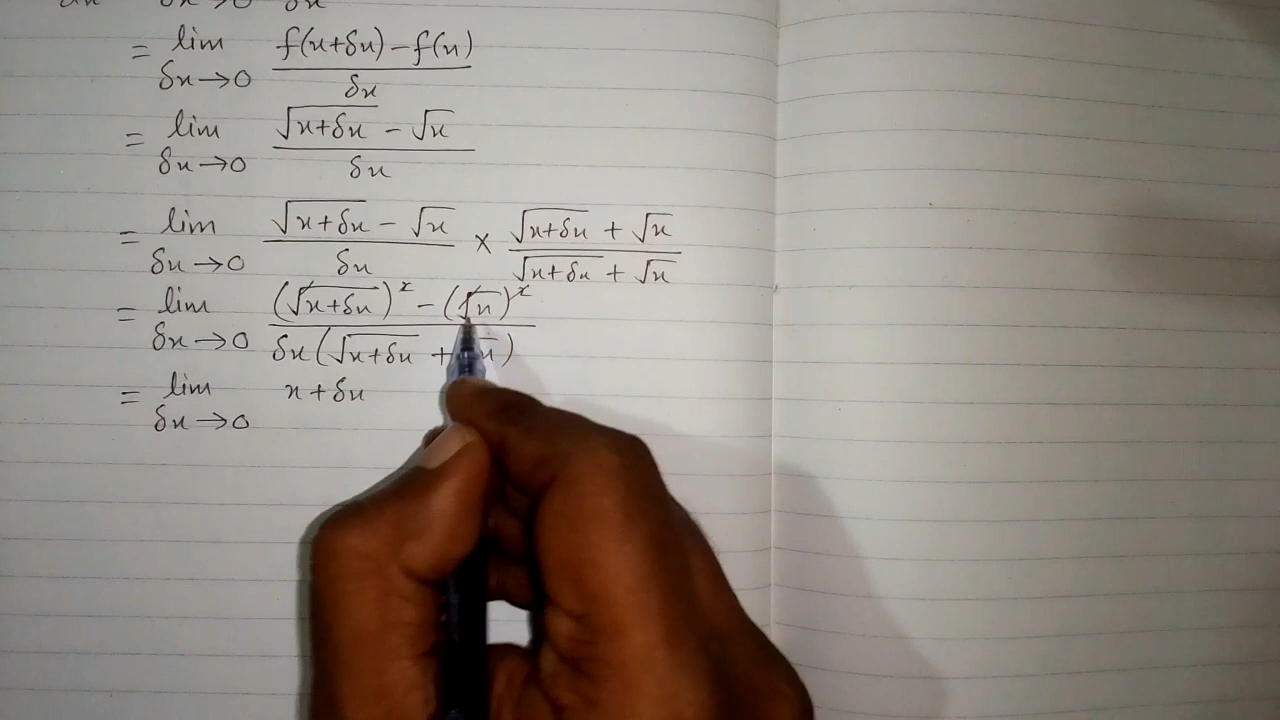 = lim δx→0 f(x+δx) - f(x) / δx
= lim δx→0 √x+δx - √x / δx
= lim δx→0 √x+δx - √x / δx × √x+δx + √x / √x+δx + √x
= lim δx→0 (√x+δx)² - (√x)² / δx(√x+δx + √x)
= lim δx→0 x+δx